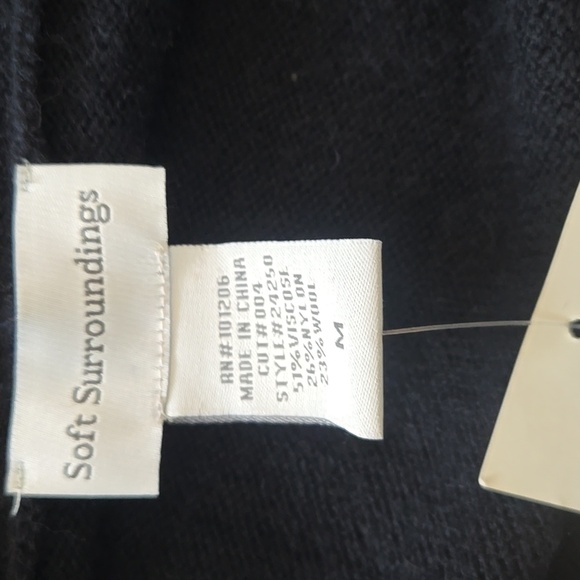 Soft Surroundings
RN#101206
MADE IN CHINA
CUT#004
STYLE#24250
51%VISCOSE
26%NYLON
23%WOOL
M